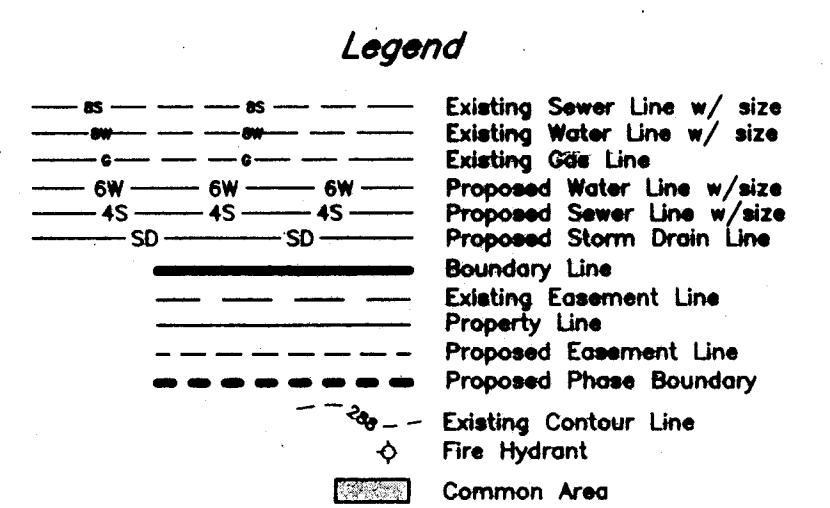 Legend
8S 8S Existing Sewer Line w/ size
8W 8W Existing Water Line w/ size
G G Existing Gas Line
6W 6W 6W Proposed Water Line w/size
4S 4S 4S Proposed Sewer Line w/size
SD SD Proposed Storm Drain Line
Boundary Line
Existing Easement Line
Property Line
Proposed Easement Line
Proposed Phase Boundary
288 Existing Contour Line
Fire Hydrant
Common Area